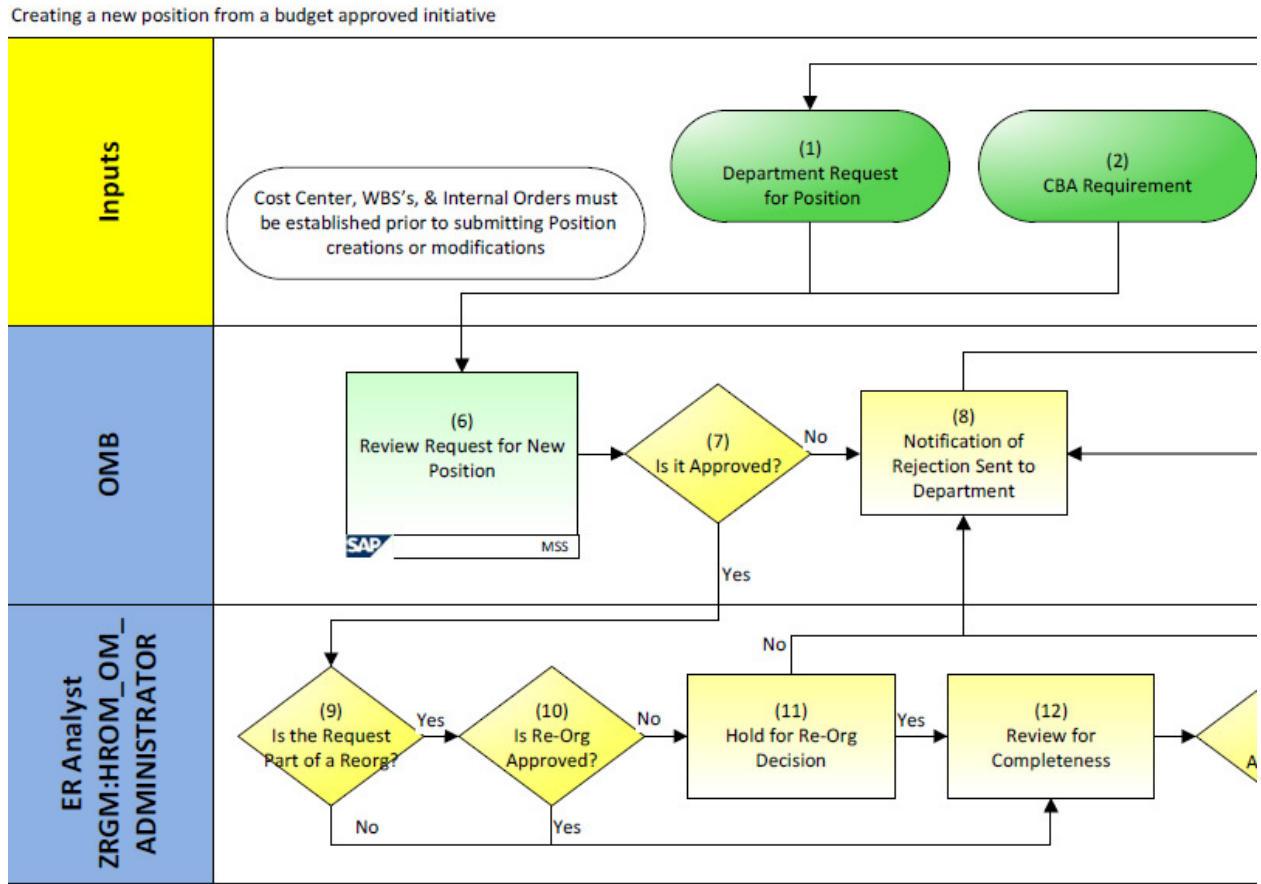 Creating a new position from a budget approved initiative
Inputs
Cost Center, WBS's, & Internal Orders must
be established prior to submitting Position
creations or modifications
(1)
Department Request
for Position
(2)
CBA Requirement
OMB
(6)
Review Request for New
Position
SAP
MSS
(7)
Is it Approved?
No
Yes
(8)
Notification of
Rejection Sent to
Department
ER Analyst
ZRGM:HROM_OM_
ADMINISTRATOR
(9)
Is the Request
Part of a Reorg?
Yes
No
(10)
Is Re-Org
Approved?
No
Yes
(11)
Hold for Re-Org
Decision
No
Yes
(12)
Review for
Completeness
A